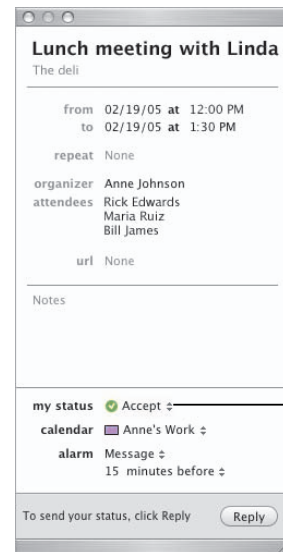 Lunch meeting with Linda
The deli
from 02/19/05 at 12:00 PM
to 02/19/05 at 1:30 PM
repeat None
organizer Anne Johnson
attendees Rick Edwards
Maria Ruiz
Bill James
url None
Notes
my status Accept
calendar Anne's Work
alarm Message
15 minutes before
To send your status, click Reply Reply